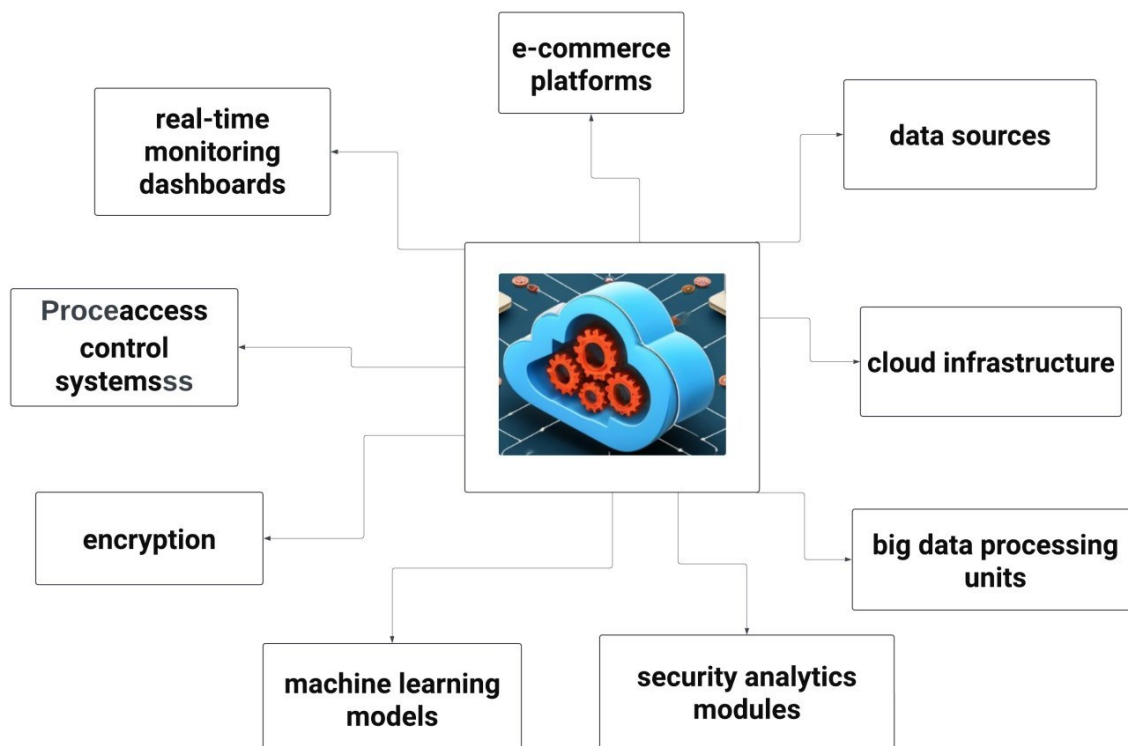 e-commerce
platforms
real-time
monitoring
dashboards
data sources
Proceaccess
control
systemsss
cloud infrastructure
encryption
big data processing
units
machine learning
models
security analytics
modules